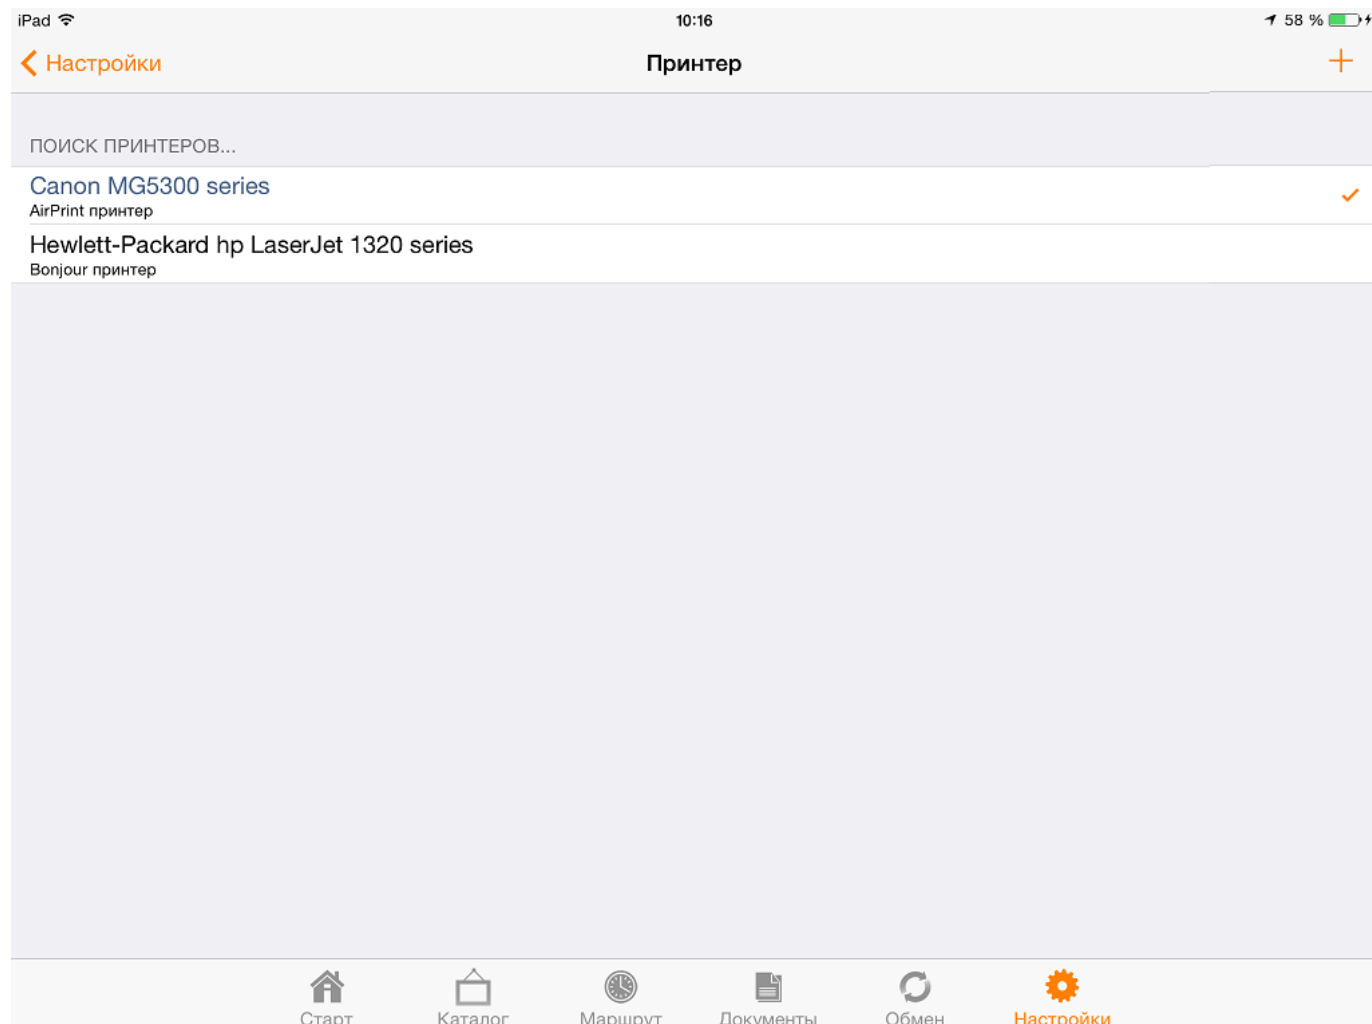 iPad 10:16 58 %
Настройки Принтер
ПОИСК ПРИНТЕРОВ...
Canon MG5300 series
AirPrint принтер
Hewlett-Packard hp LaserJet 1320 series
Bonjour принтер
Старт Каталог Маршрут Документы Обмен Настройки